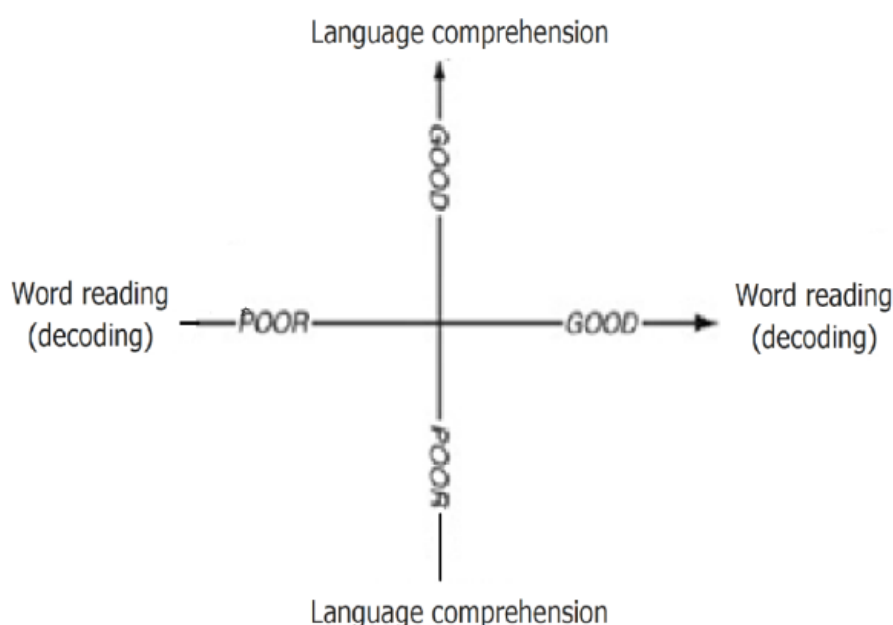 Language comprehension
GOOD
Word reading
(decoding)
POOR
GOOD
Word reading
(decoding)
POOR
Language comprehension